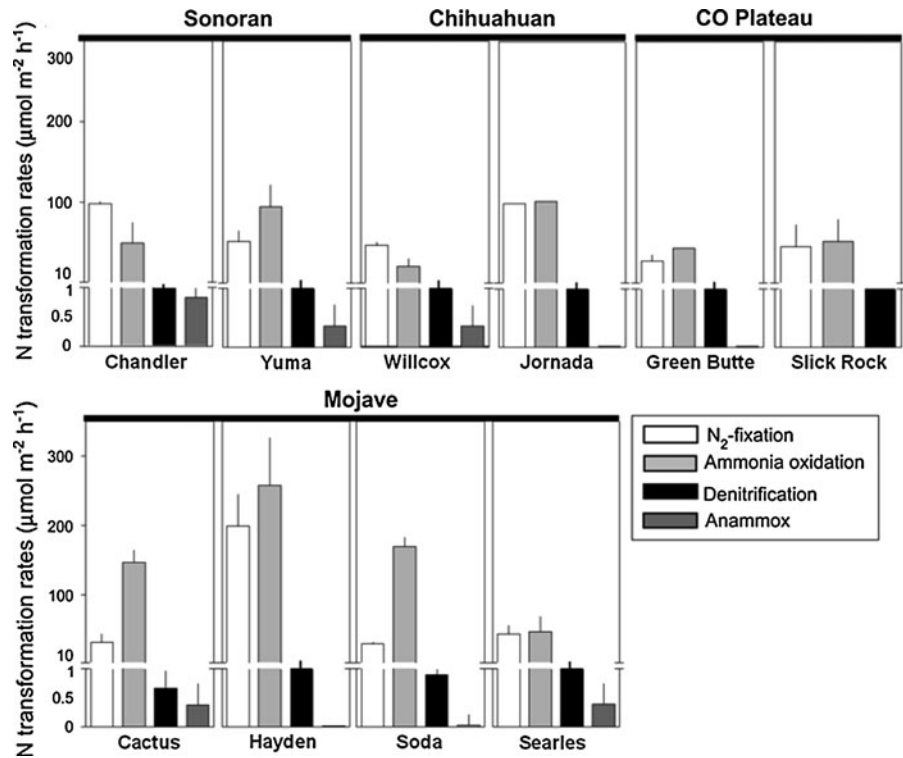 Sonoran Chihuahuan CO Plateau
N transformation rates (μmol m⁻² h⁻¹)
300
200
100
10
1
0.5
0
Chandler Yuma Willcox Jornada Green Butte Slick Rock
Mojave
N transformation rates (μmol m⁻² h⁻¹)
300
200
100
10
1
0.5
0
Cactus Hayden Soda Searles
N₂-fixation
Ammonia oxidation
Denitrification
Anammox